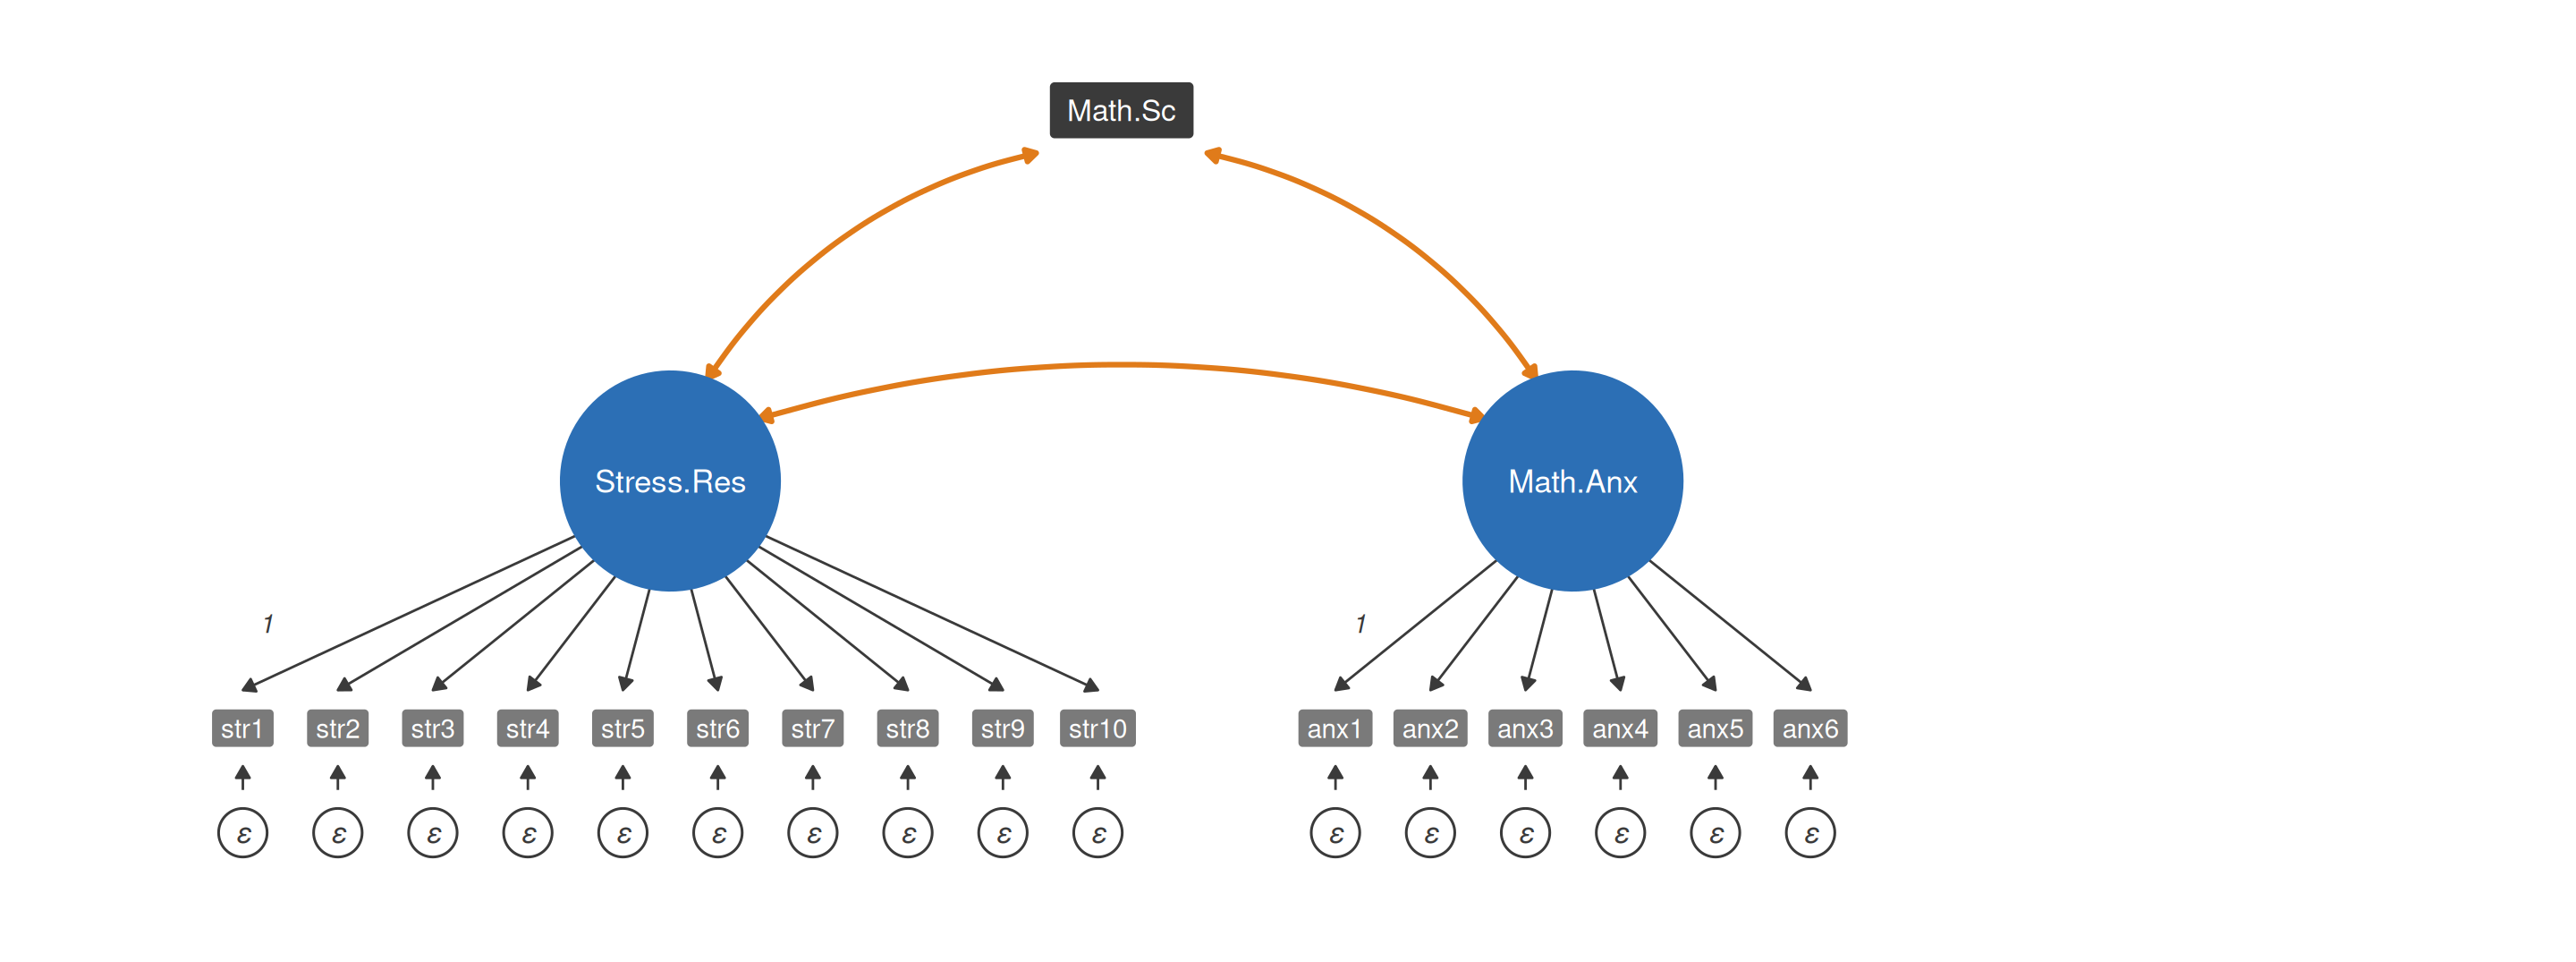 Math.Sc
Stress.Res Math.Anx
1 1
str1 str2 str3 str4 str5 str6 str7 str8 str9 str10 anx1 anx2 anx3 anx4 anx5 anx6
ε ε ε ε ε ε ε ε ε ε ε ε ε ε ε ε